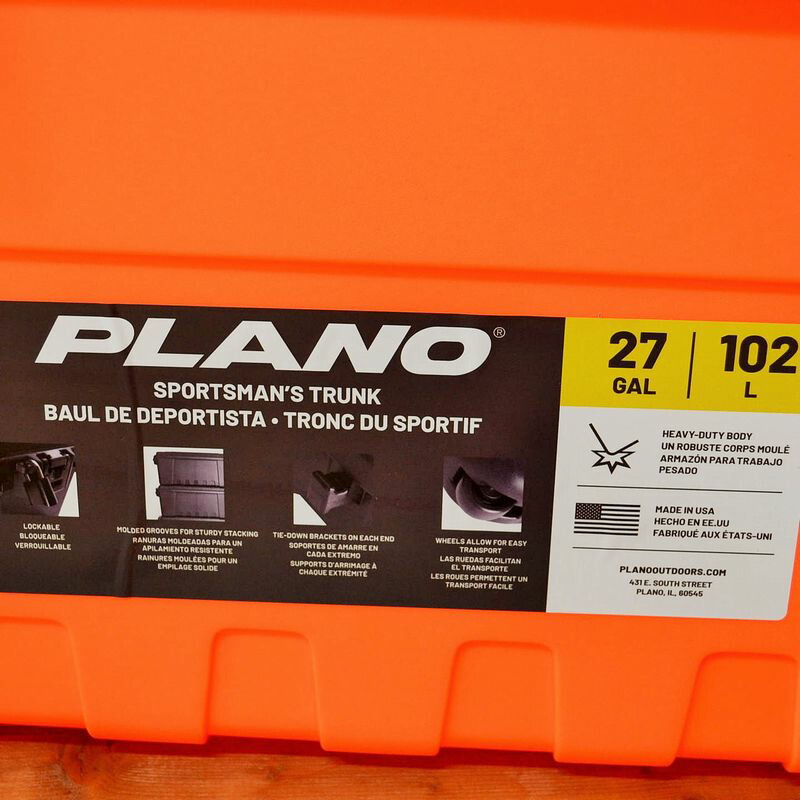 PLANO®
SPORTSMAN'S TRUNK
BAUL DE DEPORTISTA • TRONC DU SPORTIF
LOCKABLE
BLOQUEABLE
VERROUILLABLE
MOLDED GROOVES FOR STURDY STACKING
RANURAS MOLDEADAS PARA UN
APILAMIENTO RESISTENTE
RAINURES MOULÉES POUR UN
EMPILAGE SOLIDE
TIE-DOWN BRACKETS ON EACH END
SOPORTES DE AMARRE EN
CADA EXTREMO
SUPPORTS D'ARRIMAGE À
CHAQUE EXTRÉMITÉ
WHEELS ALLOW FOR EASY
TRANSPORT
LAS RUEDAS FACILITAN
EL TRANSPORTE
LES ROUES PERMETTENT UN
TRANSPORT FACILE
27 GAL
102 L
HEAVY-DUTY BODY
UN ROBUSTE CORPS MOULÉ
ARMAZÓN PARA TRABAJO
PESADO
MADE IN USA
HECHO EN EE.UU
FABRIQUÉ AUX ÉTATS-UNI
PLANOOUTDOORS.COM
431 E. SOUTH STREET
PLANO, IL, 60545